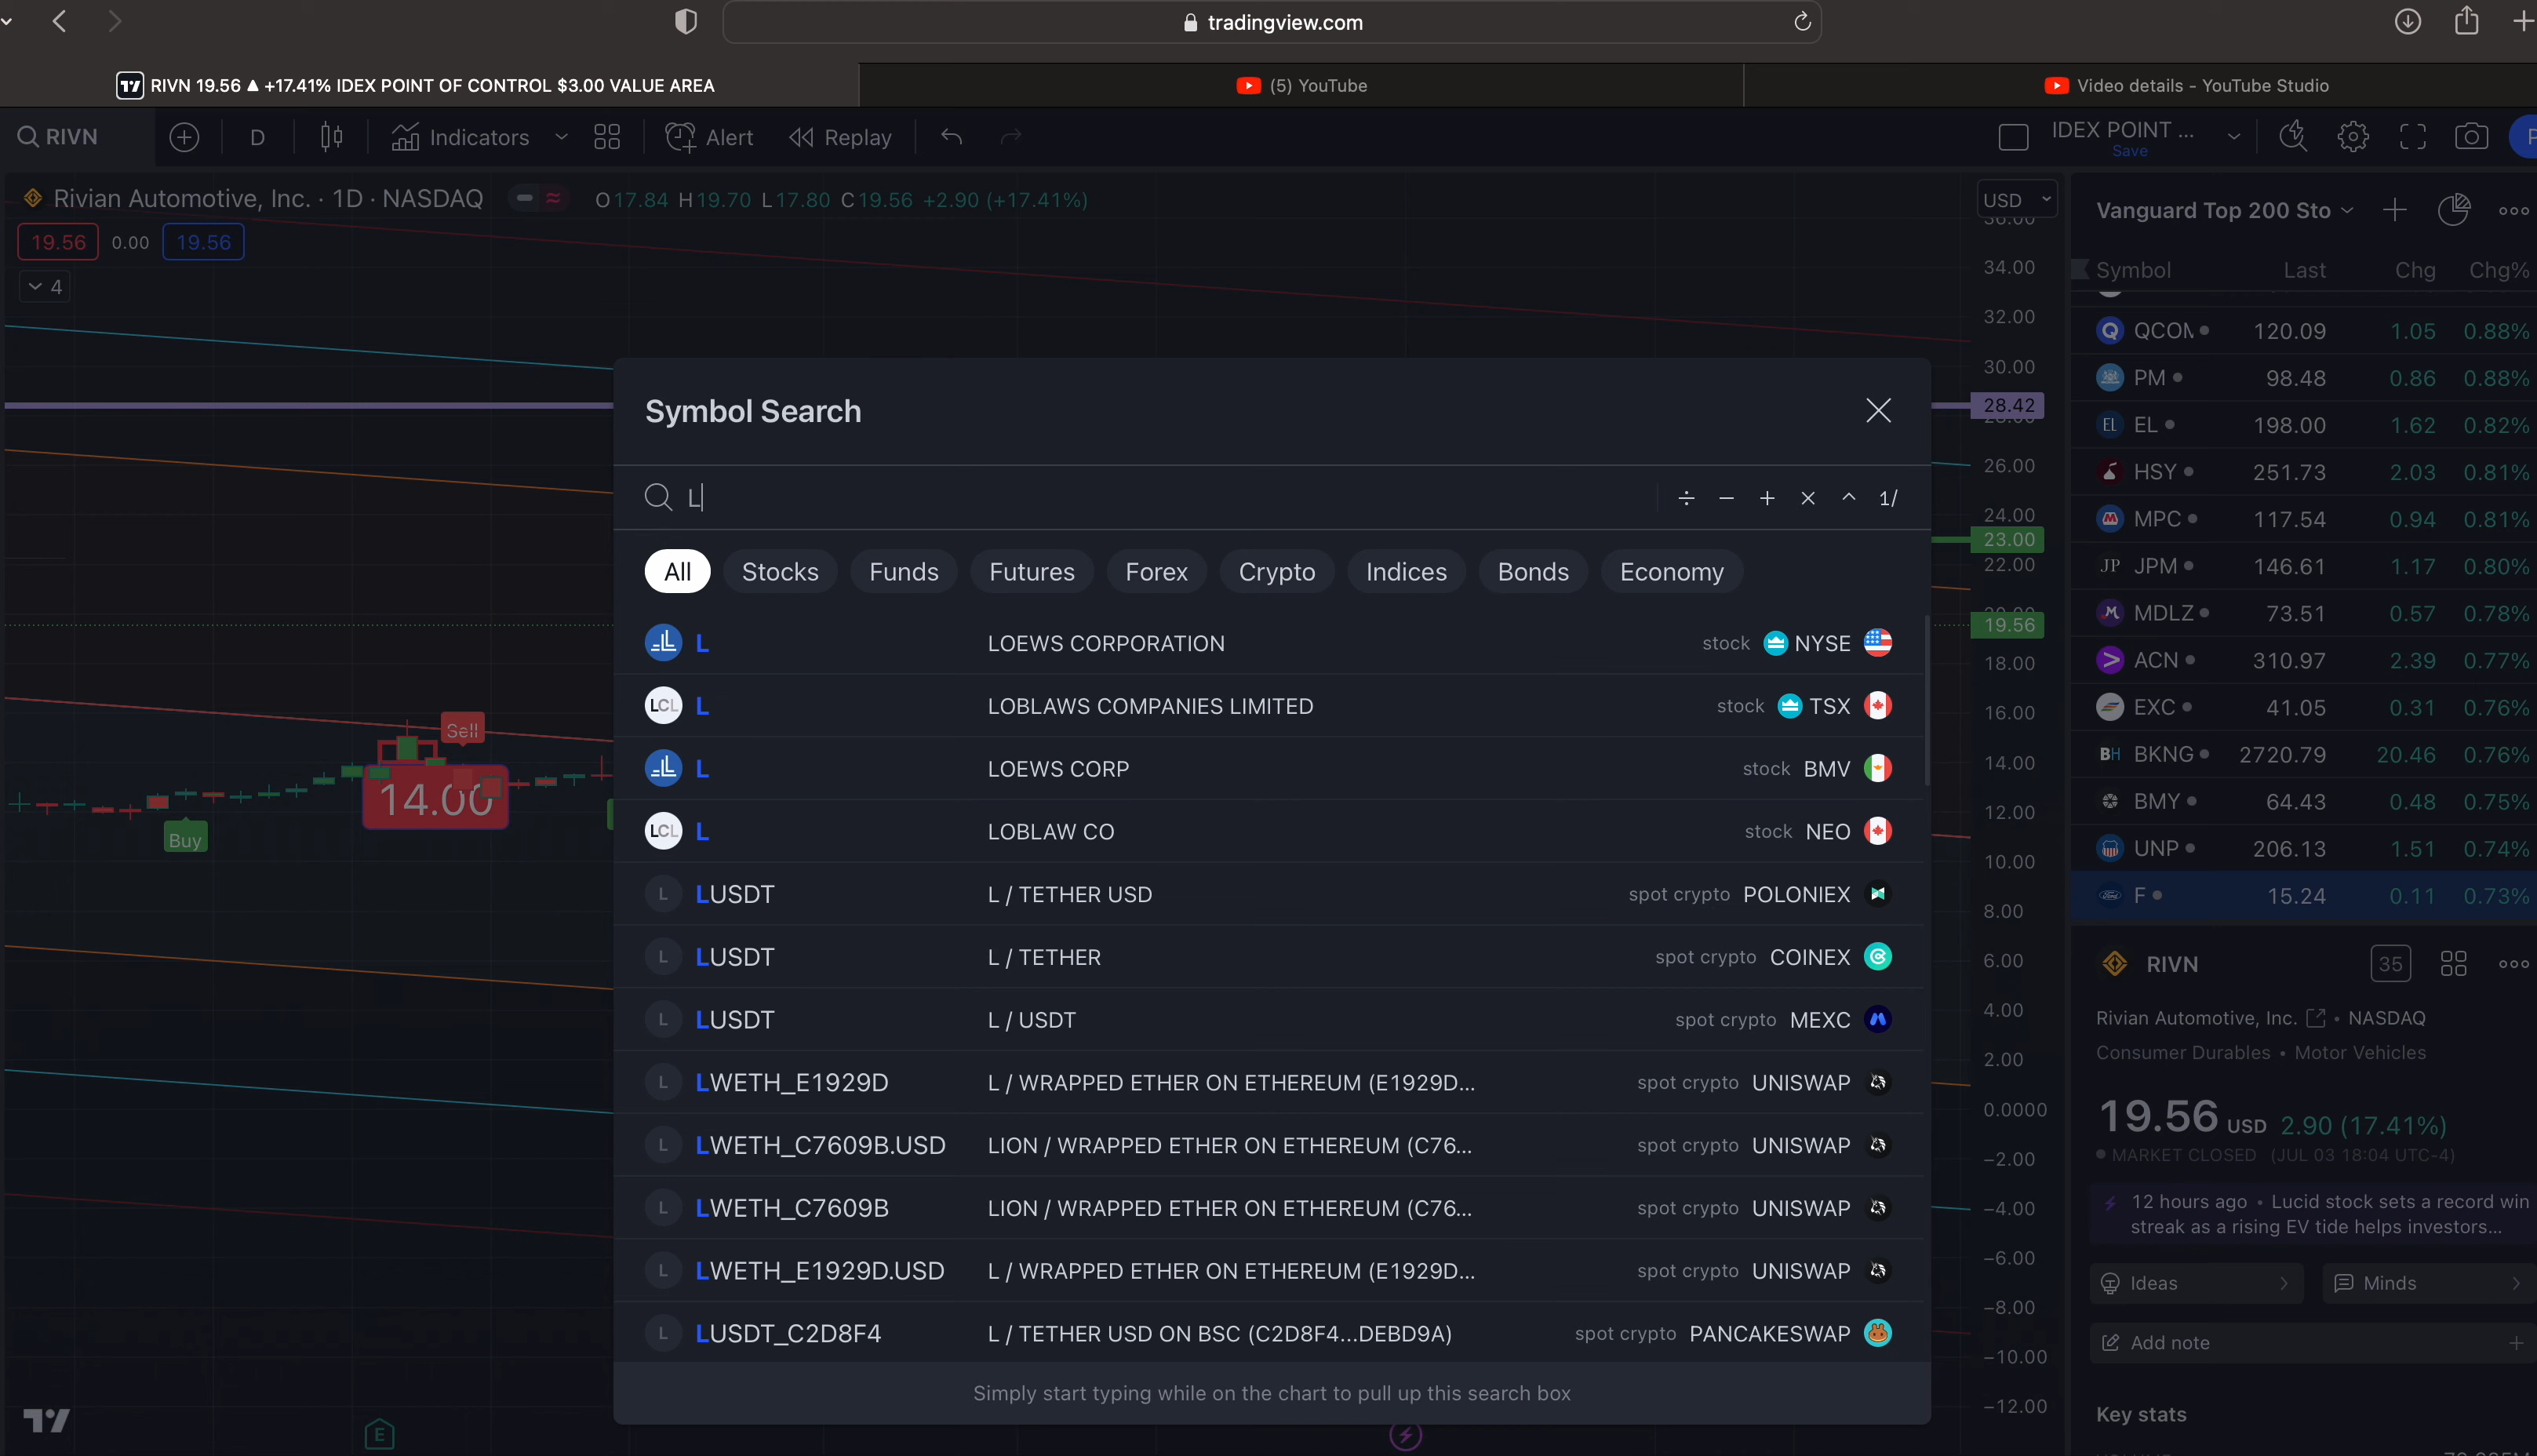 tradingview.com
RIVN 19.56 ▲ +17.41% IDEX POINT OF CONTROL $3.00 VALUE AREA
(5) YouTube
Video details - YouTube Studio
RIVN
D
Indicators
Alert
Replay
IDEX POINT ...
Save
Rivian Automotive, Inc. · 1D · NASDAQ
O17.84 H19.70 L17.80 C19.56 +2.90 (+17.41%)
19.56 0.00 19.56
4
USD
34.00
32.00
30.00
28.42
26.00
24.00
23.00
22.00
19.56
18.00
16.00
14.00
12.00
10.00
8.00
6.00
4.00
2.00
0.0000
−2.00
−4.00
−6.00
−8.00
−10.00
−12.00
Sell
14.00
Buy
E
Symbol Search
L
÷ − + × ^ 1/
All Stocks Funds Futures Forex Crypto Indices Bonds Economy
L LOEWS CORPORATION stock NYSE
LCL L LOBLAWS COMPANIES LIMITED stock TSX
L LOEWS CORP stock BMV
LCL L LOBLAW CO stock NEO
L LUSDT L / TETHER USD spot crypto POLONIEX
L LUSDT L / TETHER spot crypto COINEX
L LUSDT L / USDT spot crypto MEXC
L LWETH_E1929D L / WRAPPED ETHER ON ETHEREUM (E1929D... spot crypto UNISWAP
L LWETH_C7609B.USD LION / WRAPPED ETHER ON ETHEREUM (C76... spot crypto UNISWAP
L LWETH_C7609B LION / WRAPPED ETHER ON ETHEREUM (C76... spot crypto UNISWAP
L LWETH_E1929D.USD L / WRAPPED ETHER ON ETHEREUM (E1929D... spot crypto UNISWAP
L LUSDT_C2D8F4 L / TETHER USD ON BSC (C2D8F4...DEBD9A) spot crypto PANCAKESWAP
Simply start typing while on the chart to pull up this search box
Vanguard Top 200 Sto
Symbol Last Chg Chg%
QCOM 120.09 1.05 0.88%
PM 98.48 0.86 0.88%
EL EL 198.00 1.62 0.82%
HSY 251.73 2.03 0.81%
MPC 117.54 0.94 0.81%
JP JPM 146.61 1.17 0.80%
MDLZ 73.51 0.57 0.78%
ACN 310.97 2.39 0.77%
EXC 41.05 0.31 0.76%
BH BKNG 2720.79 20.46 0.76%
BMY 64.43 0.48 0.75%
UNP 206.13 1.51 0.74%
F 15.24 0.11 0.73%
RIVN 35
Rivian Automotive, Inc. • NASDAQ
Consumer Durables • Motor Vehicles
19.56 USD 2.90 (17.41%)
MARKET CLOSED (JUL 03 18:04 UTC-4)
12 hours ago • Lucid stock sets a record win
streak as a rising EV tide helps investors...
Ideas Minds
Add note
Key stats